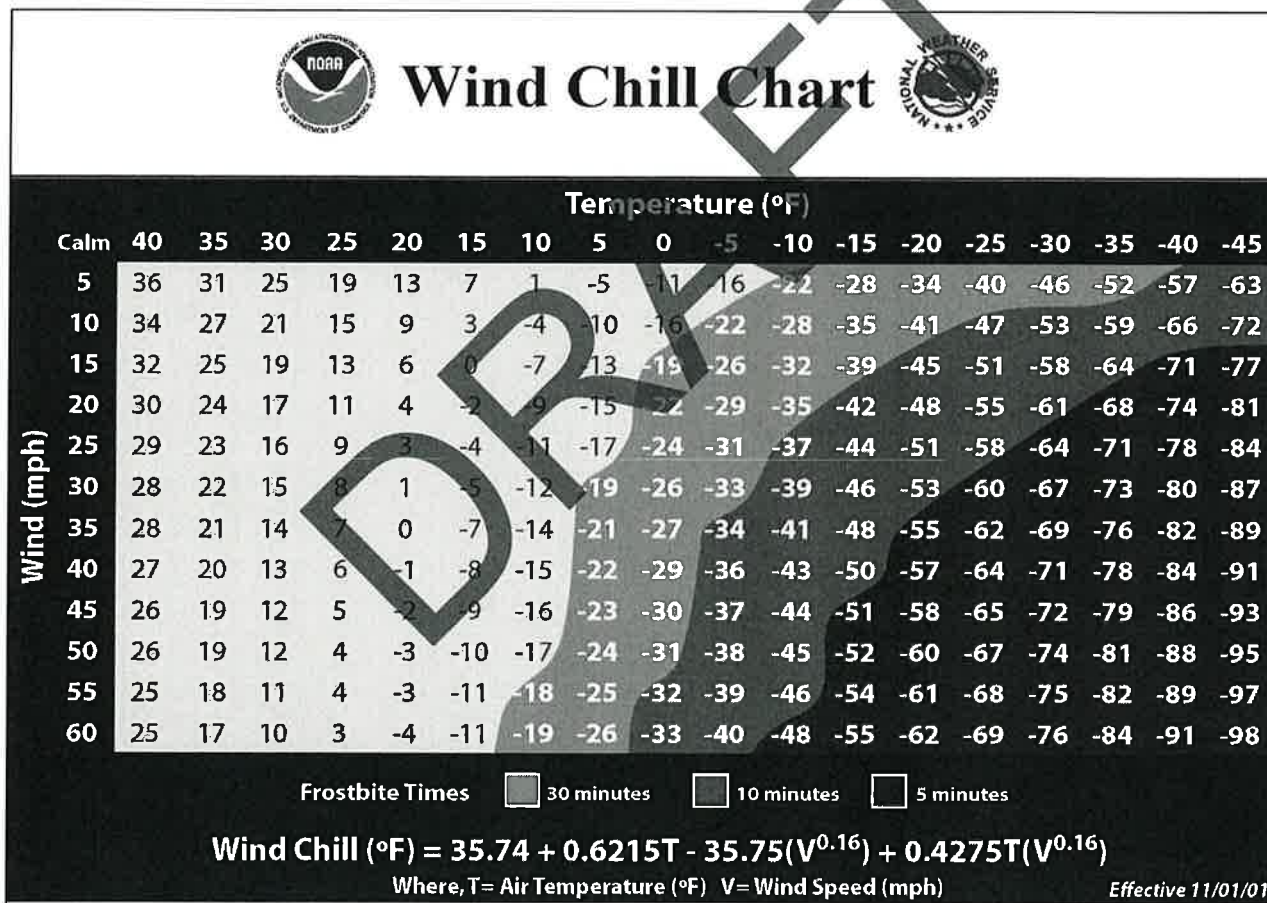 NOAA
Wind Chill Chart
NATIONAL WEATHER SERVICE
DRAFT
Temperature (ºF)
Calm 40 35 30 25 20 15 10 5 0 -5 -10 -15 -20 -25 -30 -35 -40 -45
Wind (mph)
5 36 31 25 19 13 7 1 -5 -11 -16 -22 -28 -34 -40 -46 -52 -57 -63
10 34 27 21 15 9 3 -4 -10 -16 -22 -28 -35 -41 -47 -53 -59 -66 -72
15 32 25 19 13 6 0 -7 -13 -19 -26 -32 -39 -45 -51 -58 -64 -71 -77
20 30 24 17 11 4 -2 -9 -15 -22 -29 -35 -42 -48 -55 -61 -68 -74 -81
25 29 23 16 9 3 -4 -11 -17 -24 -31 -37 -44 -51 -58 -64 -71 -78 -84
30 28 22 15 8 1 -5 -12 -19 -26 -33 -39 -46 -53 -60 -67 -73 -80 -87
35 28 21 14 7 0 -7 -14 -21 -27 -34 -41 -48 -55 -62 -69 -76 -82 -89
40 27 20 13 6 -1 -8 -15 -22 -29 -36 -43 -50 -57 -64 -71 -78 -84 -91
45 26 19 12 5 -2 -9 -16 -23 -30 -37 -44 -51 -58 -65 -72 -79 -86 -93
50 26 19 12 4 -3 -10 -17 -24 -31 -38 -45 -52 -60 -67 -74 -81 -88 -95
55 25 18 11 4 -3 -11 -18 -25 -32 -39 -46 -54 -61 -68 -75 -82 -89 -97
60 25 17 10 3 -4 -11 -19 -26 -33 -40 -48 -55 -62 -69 -76 -84 -91 -98
Frostbite Times 30 minutes 10 minutes 5 minutes
Wind Chill (ºF) = 35.74 + 0.6215T - 35.75(V^0.16) + 0.4275T(V^0.16)
Where, T= Air Temperature (ºF) V= Wind Speed (mph)
Effective 11/01/01